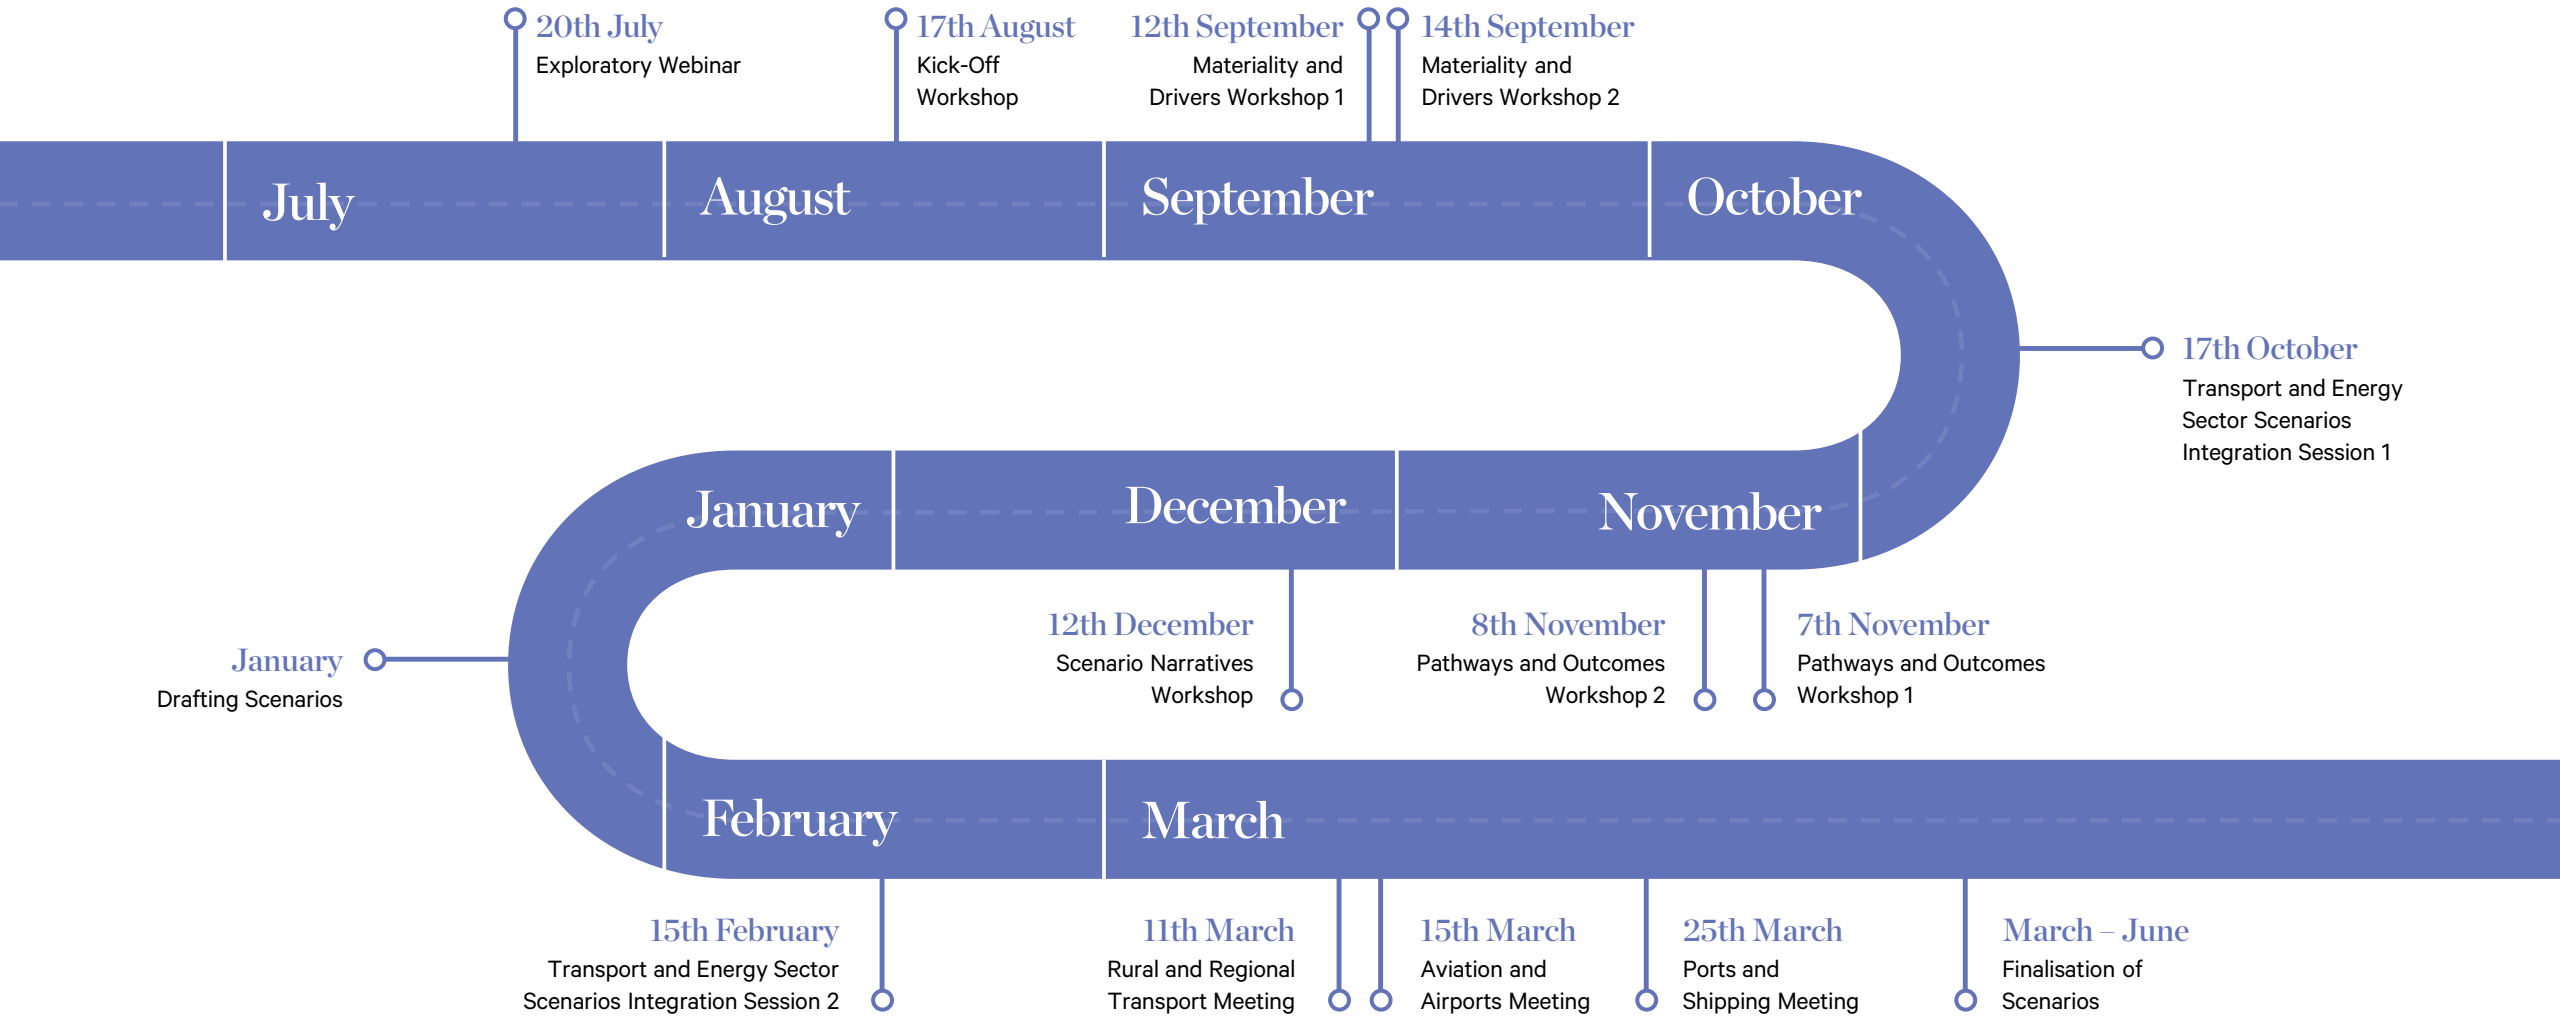 20th July
Exploratory Webinar
17th August
Kick-Off
Workshop
12th September
Materiality and
Drivers Workshop 1
14th September
Materiality and
Drivers Workshop 2
July
August
September
October
17th October
Transport and Energy
Sector Scenarios
Integration Session 1
November
December
January
7th November
Pathways and Outcomes
Workshop 1
8th November
Pathways and Outcomes
Workshop 2
12th December
Scenario Narratives
Workshop
January
Drafting Scenarios
February
March
15th February
Transport and Energy Sector
Scenarios Integration Session 2
11th March
Rural and Regional
Transport Meeting
15th March
Aviation and
Airports Meeting
25th March
Ports and
Shipping Meeting
March – June
Finalisation of
Scenarios